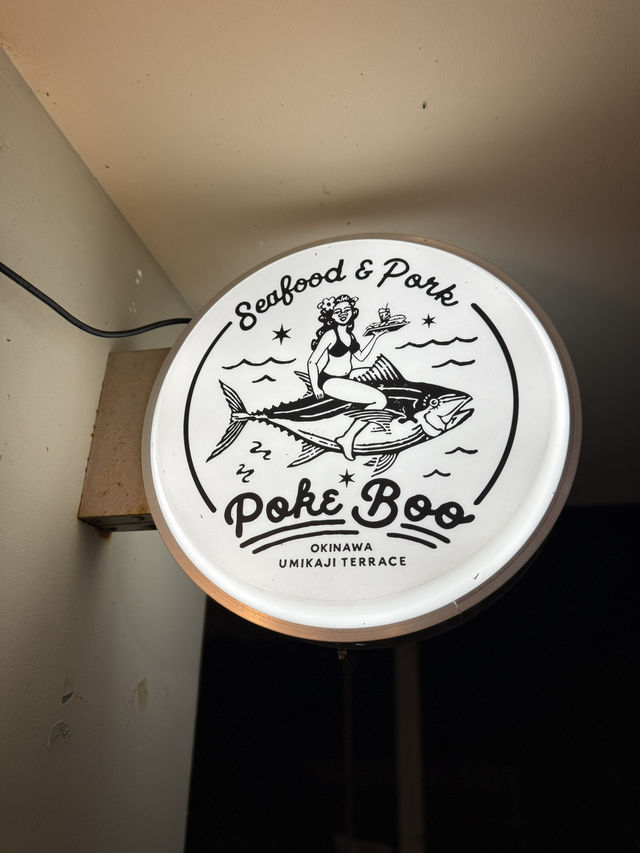 Seafood & Pork
Poke Boo
OKINAWA
UMIKAJI TERRACE